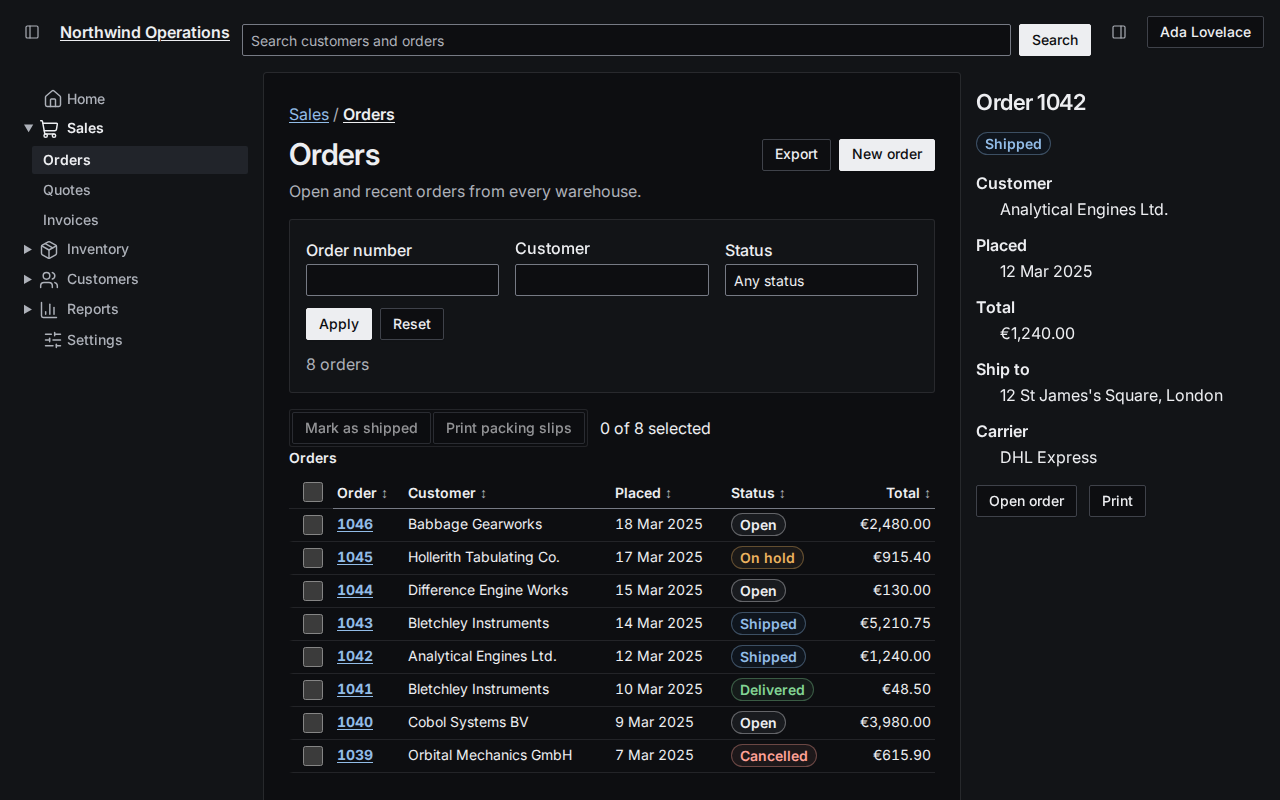 Northwind Operations
Search customers and orders
Search
Ada Lovelace
Home
Sales
Orders
Quotes
Invoices
Inventory
Customers
Reports
Settings
Sales / Orders
Orders
Export
New order
Open and recent orders from every warehouse.
Order number
Customer
Status
Any status
Apply
Reset
8 orders
Mark as shipped
Print packing slips
0 of 8 selected
Orders
Order ↕ Customer ↕ Placed ↕ Status ↕ Total ↕
1046 Babbage Gearworks 18 Mar 2025 Open €2,480.00
1045 Hollerith Tabulating Co. 17 Mar 2025 On hold €915.40
1044 Difference Engine Works 15 Mar 2025 Open €130.00
1043 Bletchley Instruments 14 Mar 2025 Shipped €5,210.75
1042 Analytical Engines Ltd. 12 Mar 2025 Shipped €1,240.00
1041 Bletchley Instruments 10 Mar 2025 Delivered €48.50
1040 Cobol Systems BV 9 Mar 2025 Open €3,980.00
1039 Orbital Mechanics GmbH 7 Mar 2025 Cancelled €615.90
Order 1042
Shipped
Customer
Analytical Engines Ltd.
Placed
12 Mar 2025
Total
€1,240.00
Ship to
12 St James's Square, London
Carrier
DHL Express
Open order
Print